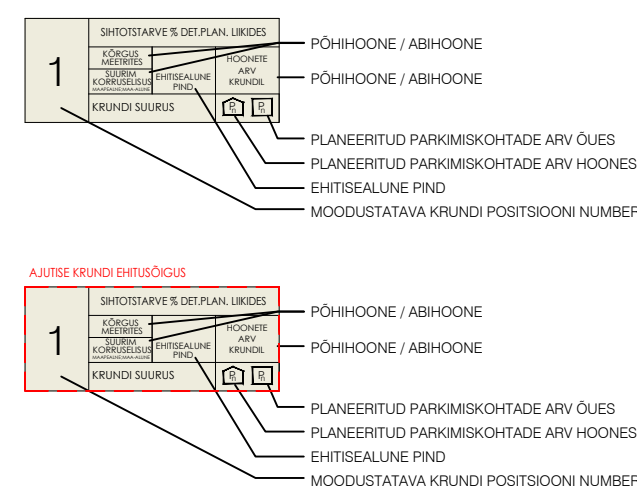 SIHTOTSTARVE % DET.PLAN. LIIKIDES
1
KÕRGUS
MEETRITES
SUURIM
KORRUSELISUS
MAAPEALNE/MAA-ALUNE
EHITISEALUNE
PIND
HOONETE
ARV
KRUNDIL
KRUNDI SUURUS
Pn
Pn
PÕHIHOONE / ABIHOONE
PÕHIHOONE / ABIHOONE
PLANEERITUD PARKIMISKOHTADE ARV ÕUES
PLANEERITUD PARKIMISKOHTADE ARV HOONES
EHITISEALUNE PIND
MOODUSTATAVA KRUNDI POSITSIOONI NUMBER
AJUTISE KRUNDI EHITUSÕIGUS
SIHTOTSTARVE % DET.PLAN. LIIKIDES
1
KÕRGUS
MEETRITES
SUURIM
KORRUSELISUS
MAAPEALNE/MAA-ALUNE
EHITISEALUNE
PIND
HOONETE
ARV
KRUNDIL
KRUNDI SUURUS
Pn
Pn
PÕHIHOONE / ABIHOONE
PÕHIHOONE / ABIHOONE
PLANEERITUD PARKIMISKOHTADE ARV ÕUES
PLANEERITUD PARKIMISKOHTADE ARV HOONES
EHITISEALUNE PIND
MOODUSTATAVA KRUNDI POSITSIOONI NUMBER